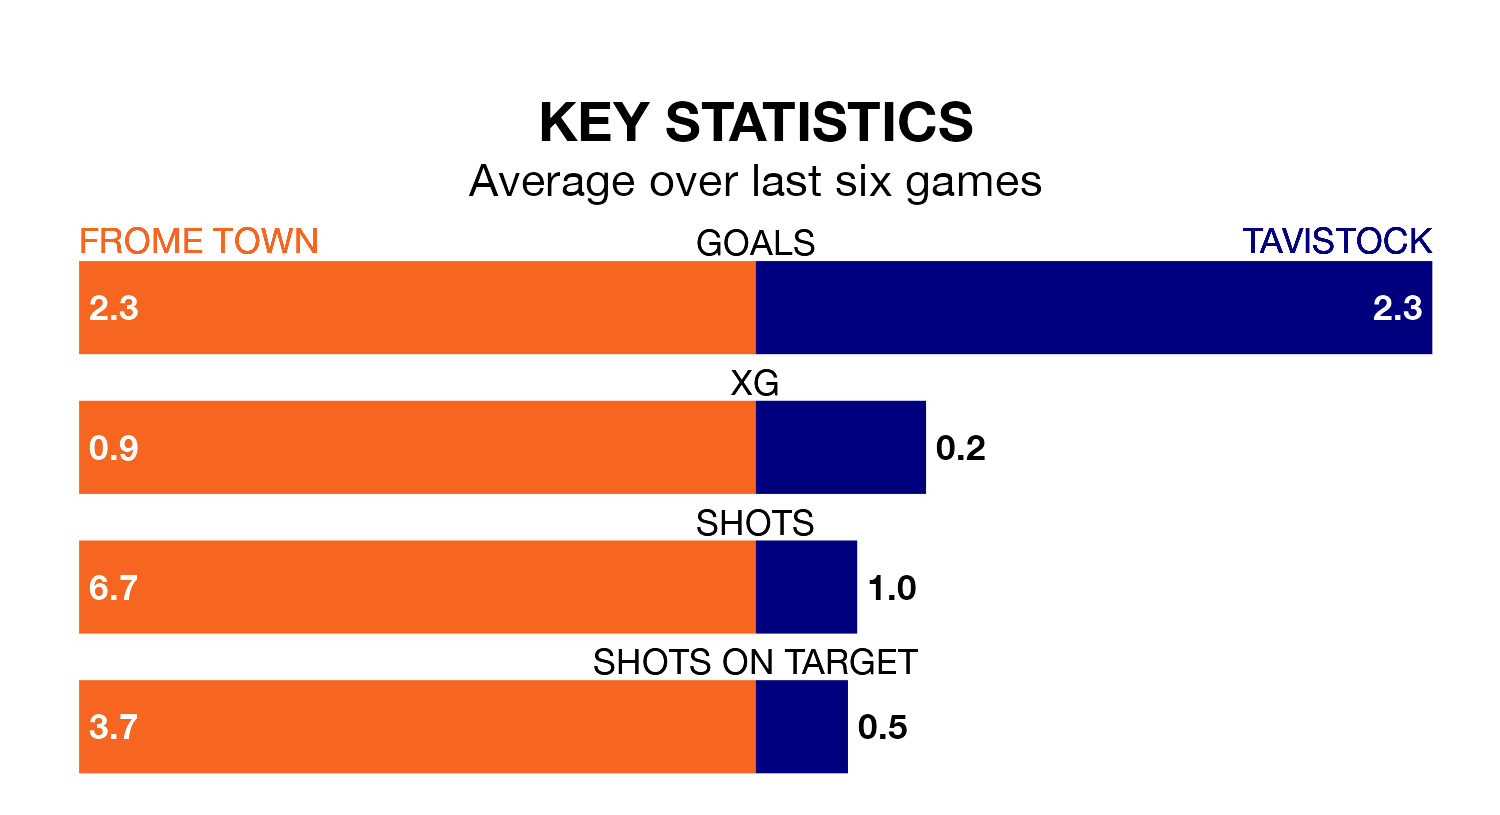 KEY STATISTICS
Average over last six games
FROME TOWN GOALS TAVISTOCK
2.3 2.3
XG
0.9 0.2
SHOTS
6.7 1.0
SHOTS ON TARGET
3.7 0.5